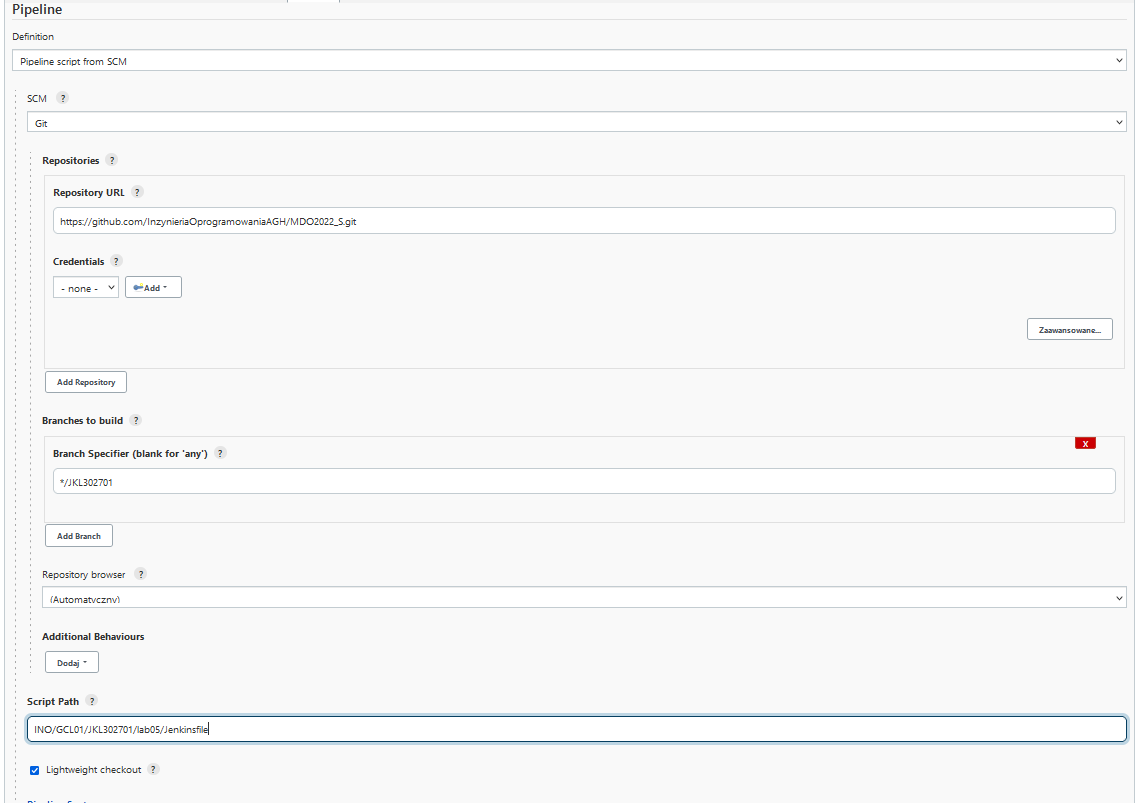 Pipeline
Definition
Pipeline script from SCM
SCM ?
Git
Repositories ?
Repository URL ?
https://github.com/InzynieriaOprogramowaniaAGH/MDO2022_S.git
Credentials ?
- none -
Add
Zaawansowane...
Add Repository
Branches to build ?
X
Branch Specifier (blank for 'any') ?
*/JKL302701
Add Branch
Repository browser ?
(Automatyczny)
Additional Behaviours
Dodaj
Script Path ?
INO/GCL01/JKL302701/lab05/Jenkinsfile
Lightweight checkout ?